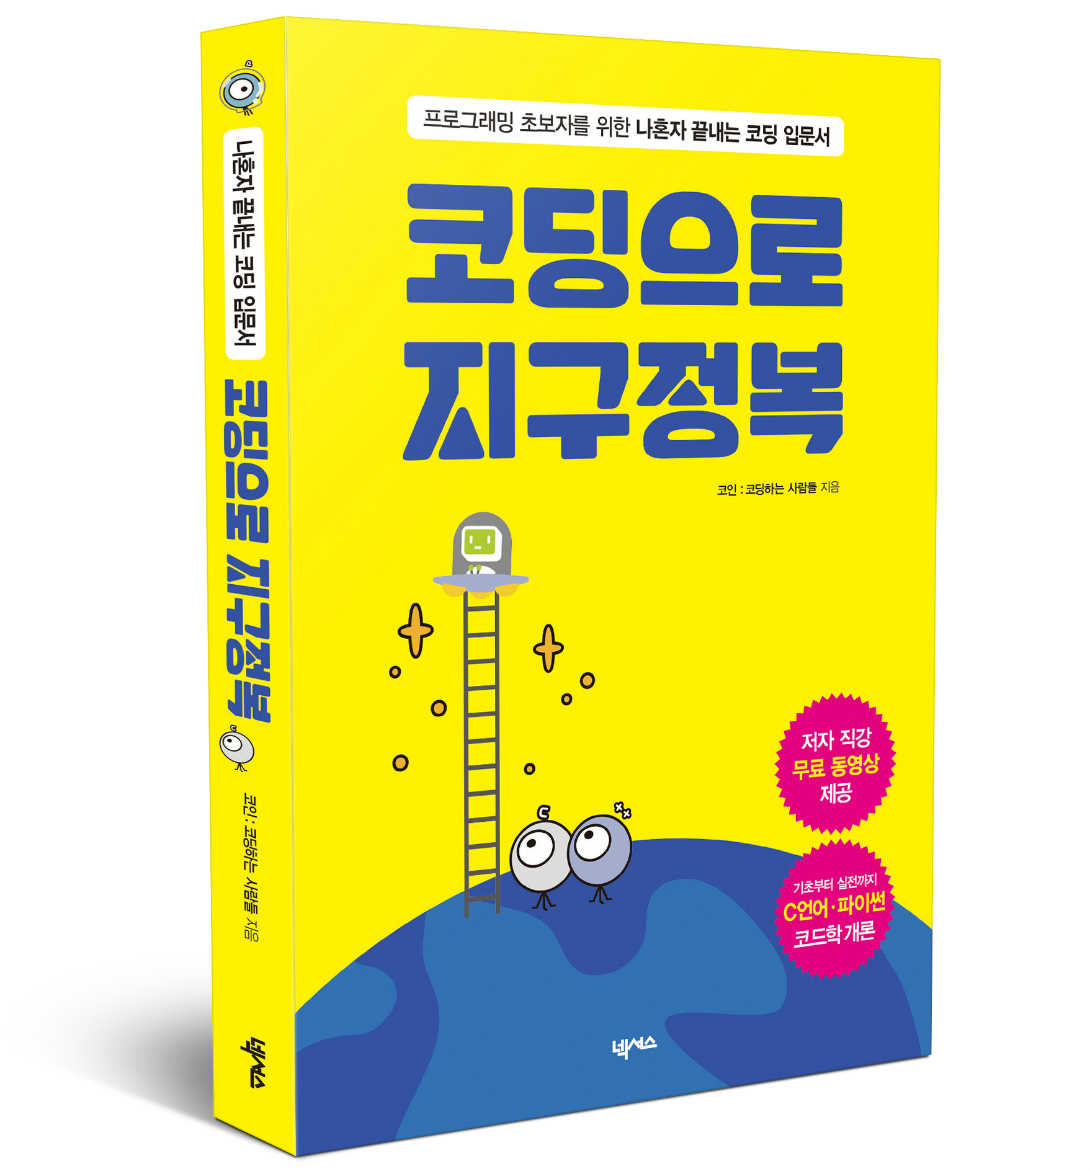 프로그래밍 초보자를 위한 나혼자 끝내는 코딩 입문서
코딩으로
지구정복
코인 : 코딩하는 사람들 지음
저자 직강
무료 동영상
제공
기초부터 실전까지
C언어·파이썬
코드학개론
넥서스
나혼자 끝내는 코딩 입문서
코딩으로 지구정복
코인 : 코딩하는 사람들 지음
넥서스